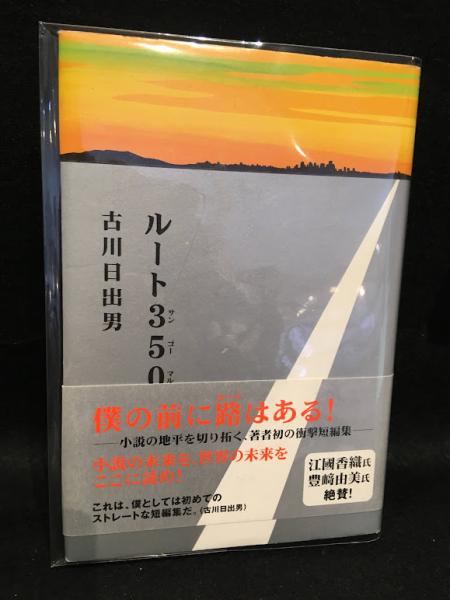 ルート350
サン ゴー マル
古川日出男
僕の前に路はある!
――小説の地平を切り拓く、著者初の衝撃短編集――
小説の未来を、世界の未来を
ここに読め!
これは、僕としては初めての
ストレートな短編集だ。(古川日出男)
江國香織氏
豊﨑由美氏
絶賛!